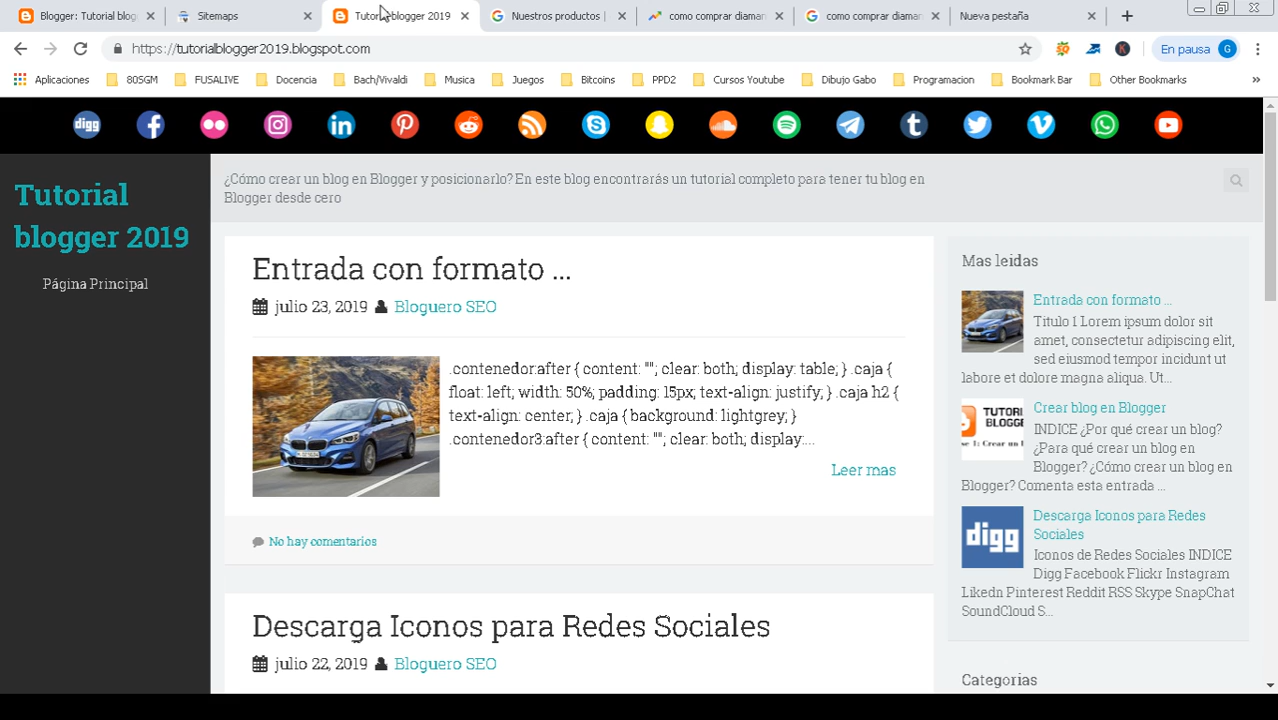 Blogger: Tutorial blog
Sitemaps
Tutorial blogger 2019
Nuestros productos |
como comprar diaman
como comprar diaman
Nueva pestaña
https://tutorialblogger2019.blogspot.com
En pausa
G
Aplicaciones
80SGM
FUSALIVE
Docencia
Bach/Vivaldi
Musica
Juegos
Bitcoins
PPD2
Cursos Youtube
Dibujo Gabo
Programacion
Bookmark Bar
Other Bookmarks
»
digg
Tutorial
blogger 2019
Página Principal
¿Cómo crear un blog en Blogger y posicionarlo? En este blog encontrarás un tutorial completo para tener tu blog en
Blogger desde cero
Entrada con formato ...
julio 23, 2019 Bloguero SEO
.contenedor:after { content: ""; clear: both; display: table; } .caja {
float: left; width: 50%; padding: 15px; text-align: justify; } .caja h2 {
text-align: center; } .caja { background: lightgrey; }
.contenedor3:after { content: ""; clear: both; display:...
Leer mas
No hay comentarios
Descarga Iconos para Redes Sociales
julio 22, 2019 Bloguero SEO
Mas leidas
Entrada con formato ...
Titulo 1 Lorem ipsum dolor sit
amet, consectetur adipiscing elit,
sed eiusmod tempor incidunt ut
labore et dolore magna aliqua. Ut...
Crear blog en Blogger
INDICE ¿Por qué crear un blog?
¿Para qué crear un blog en
Blogger? ¿Cómo crear un blog en
Blogger? Comenta esta entrada ...
Descarga Iconos para Redes
Sociales
Iconos de Redes Sociales INDICE
Digg Facebook Flickr Instagram
Likedn Pinterest Reddit RSS Skype SnapChat
SoundCloud S...
digg
Categorias